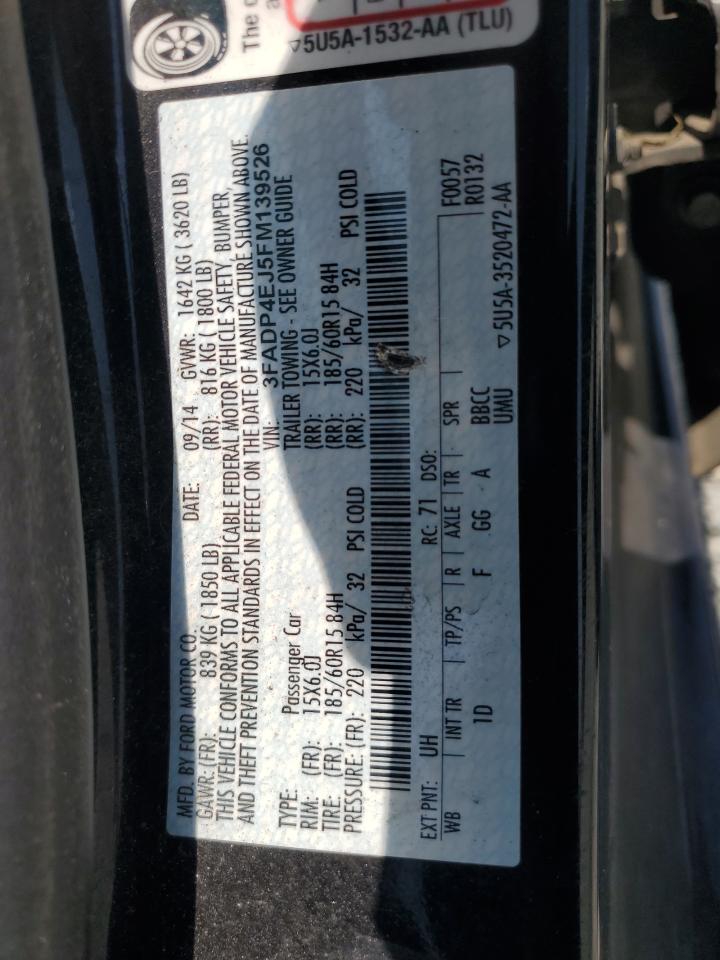 The
▽5U5A-1532-AA (TLU)
MFD. BY FORD MOTOR CO. DATE: 09/14 GVWR: 1642 KG ( 3620 LB)
GAWR: (FR): 839 KG ( 1850 LB) (RR): 816 KG ( 1800 LB)
THIS VEHICLE CONFORMS TO ALL APPLICABLE FEDERAL MOTOR VEHICLE SAFETY, BUMPER,
AND THEFT PREVENTION STANDARDS IN EFFECT ON THE DATE OF MANUFACTURE SHOWN ABOVE.
VIN: 3FADP4EJ5FM139526
TYPE: Passenger Car TRAILER TOWING - SEE OWNER GUIDE
RIM: (FR): 15X6.0J (RR): 15X6.0J
TIRE: (FR): 185/60R15 84H (RR): 185/60R15 84H
PRESSURE: (FR): 220 kPa/ 32 PSI COLD (RR): 220 kPa/ 32 PSI COLD
EXT PNT: UH RC: 71 DSO: F0057
WB INT TR TP/PS R AXLE TR SPR R0132
1D F GG A BBCC
UMU
▽5U5A-3520472-AA